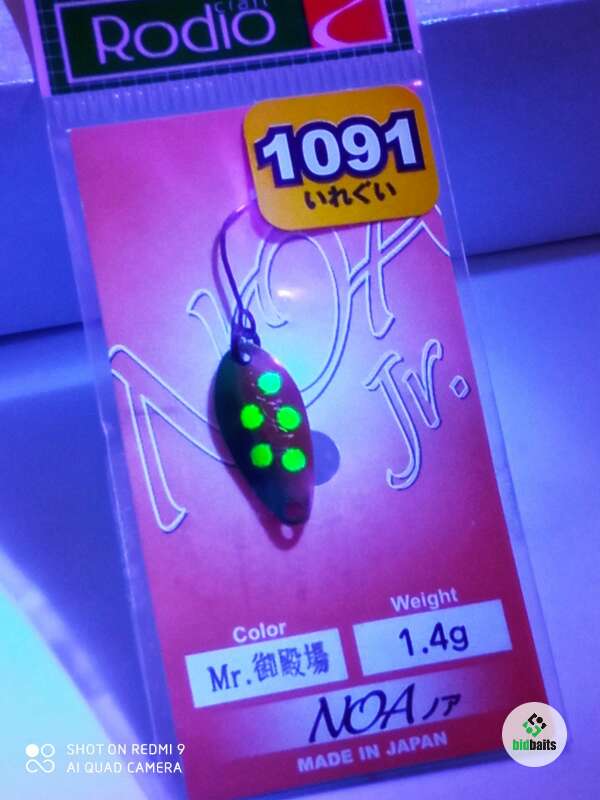 craft
Rodio
1091
いれぐい
NOA
Jr.
Color
Weight
Mr.御殿場
1.4g
NOA ノア
MADE IN JAPAN
SHOT ON REDMI 9
AI QUAD CAMERA
bidbaits